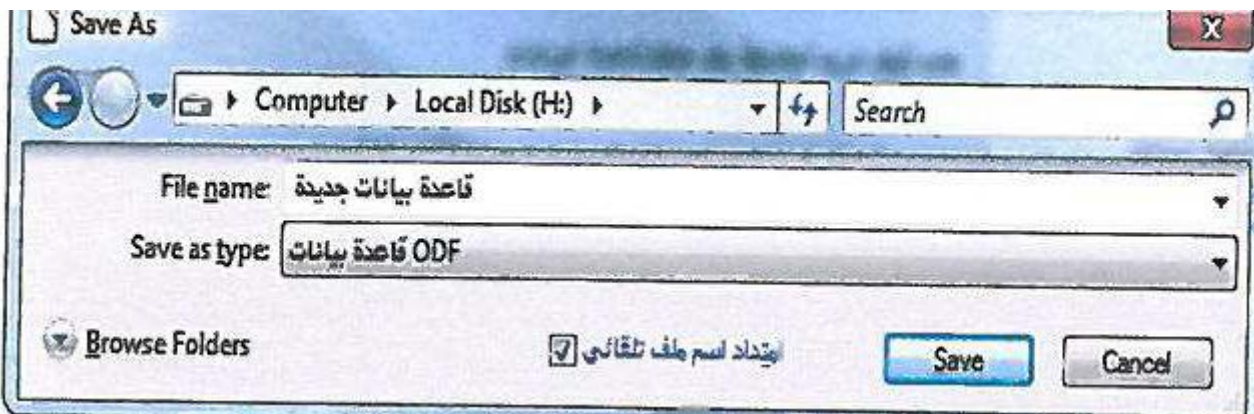 Save As
X
Computer Local Disk (H:) Search
File name: قاعدة بيانات جديدة
Save as type: قاعدة بيانات ODF
Browse Folders امتداد اسم ملف تلقائي Save Cancel